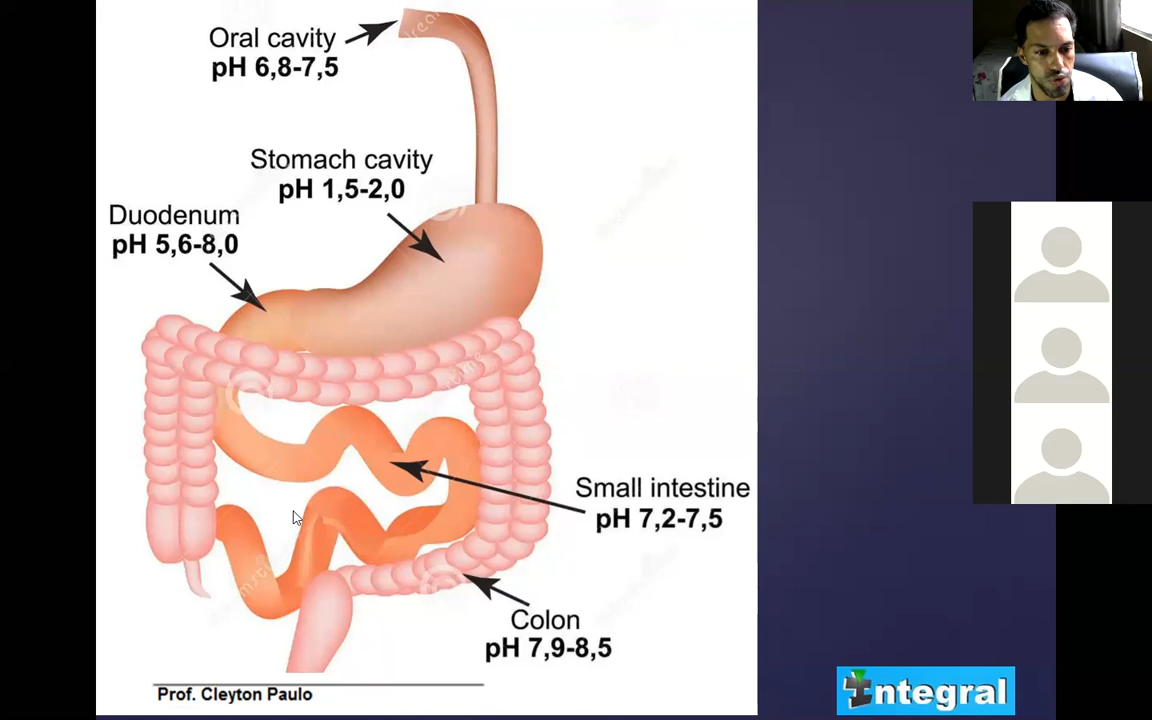 Oral cavity
pH 6,8-7,5
Stomach cavity
pH 1,5-2,0
Duodenum
pH 5,6-8,0
Small intestine
pH 7,2-7,5
Colon
pH 7,9-8,5
Prof. Cleyton Paulo
Integral